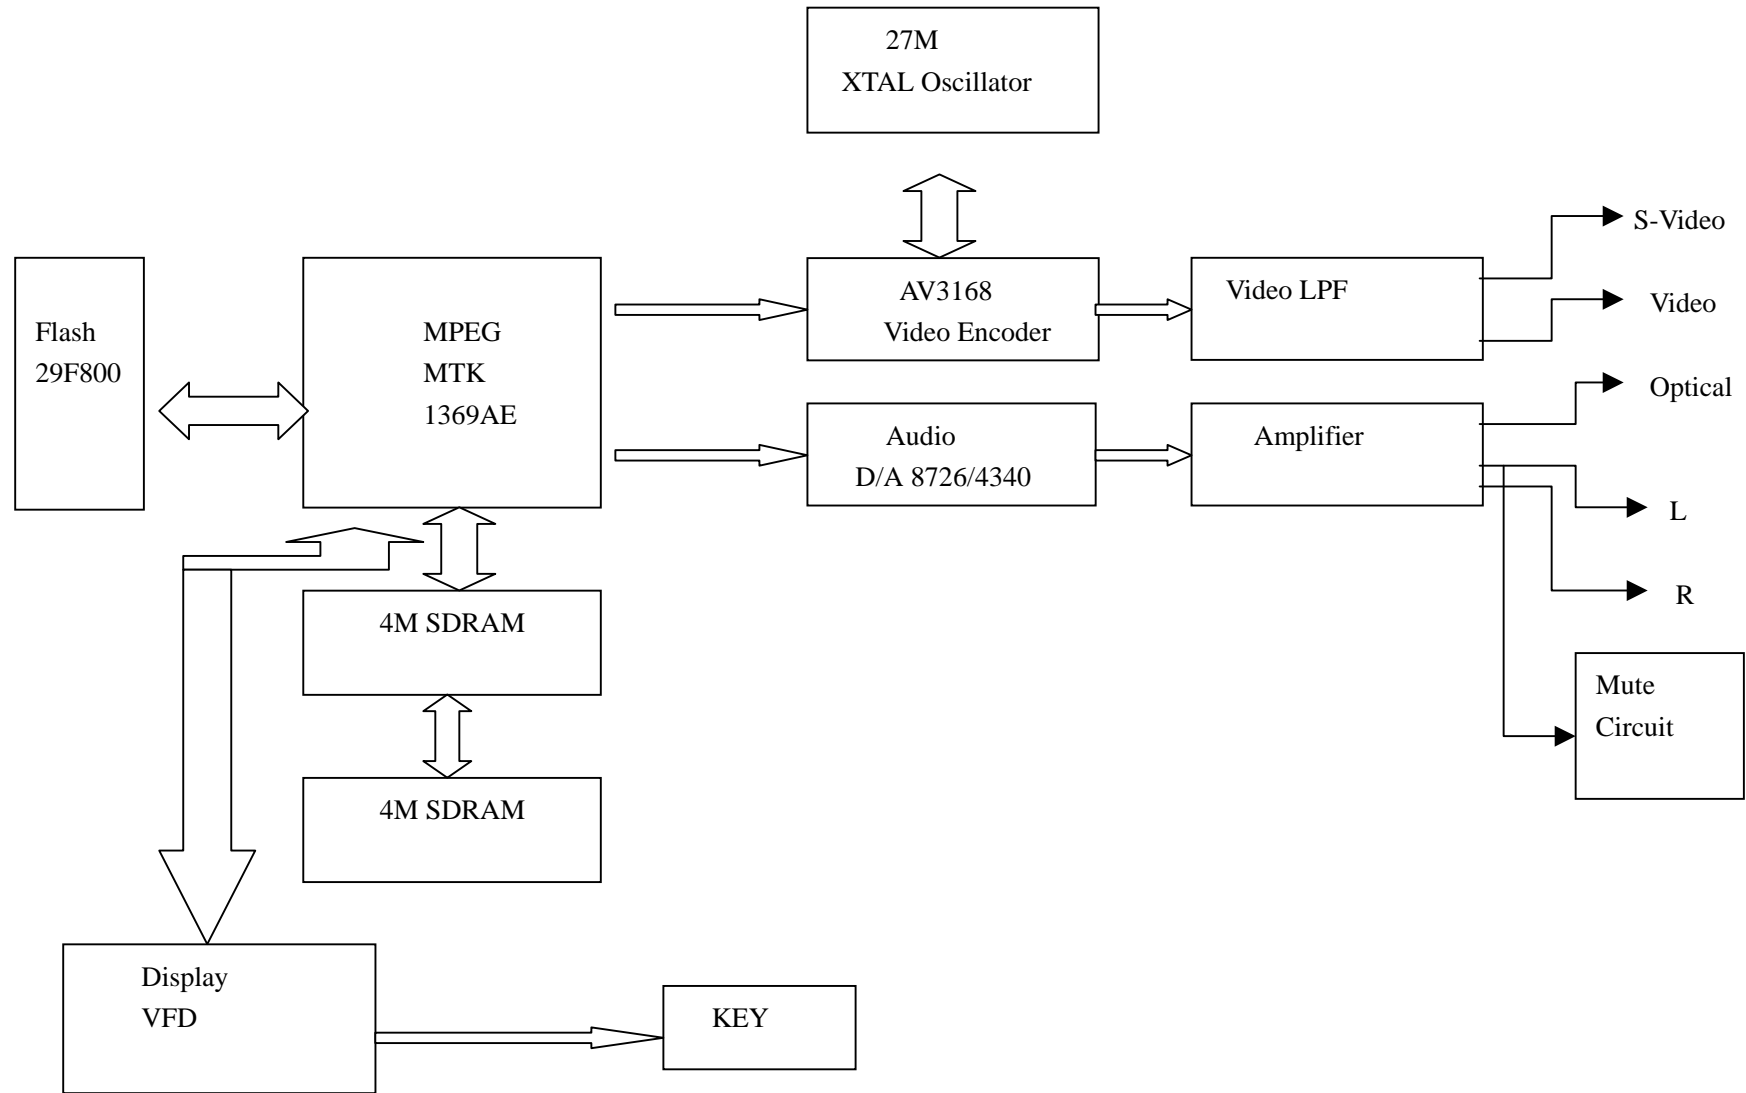 27M
XTAL Oscillator
S-Video
AV3168
Video Encoder
Video LPF
Video
Flash
29F800
MPEG
MTK
1369AE
Optical
Audio
D/A 8726/4340
Amplifier
L
R
4M SDRAM
Mute
Circuit
4M SDRAM
Display
VFD
KEY